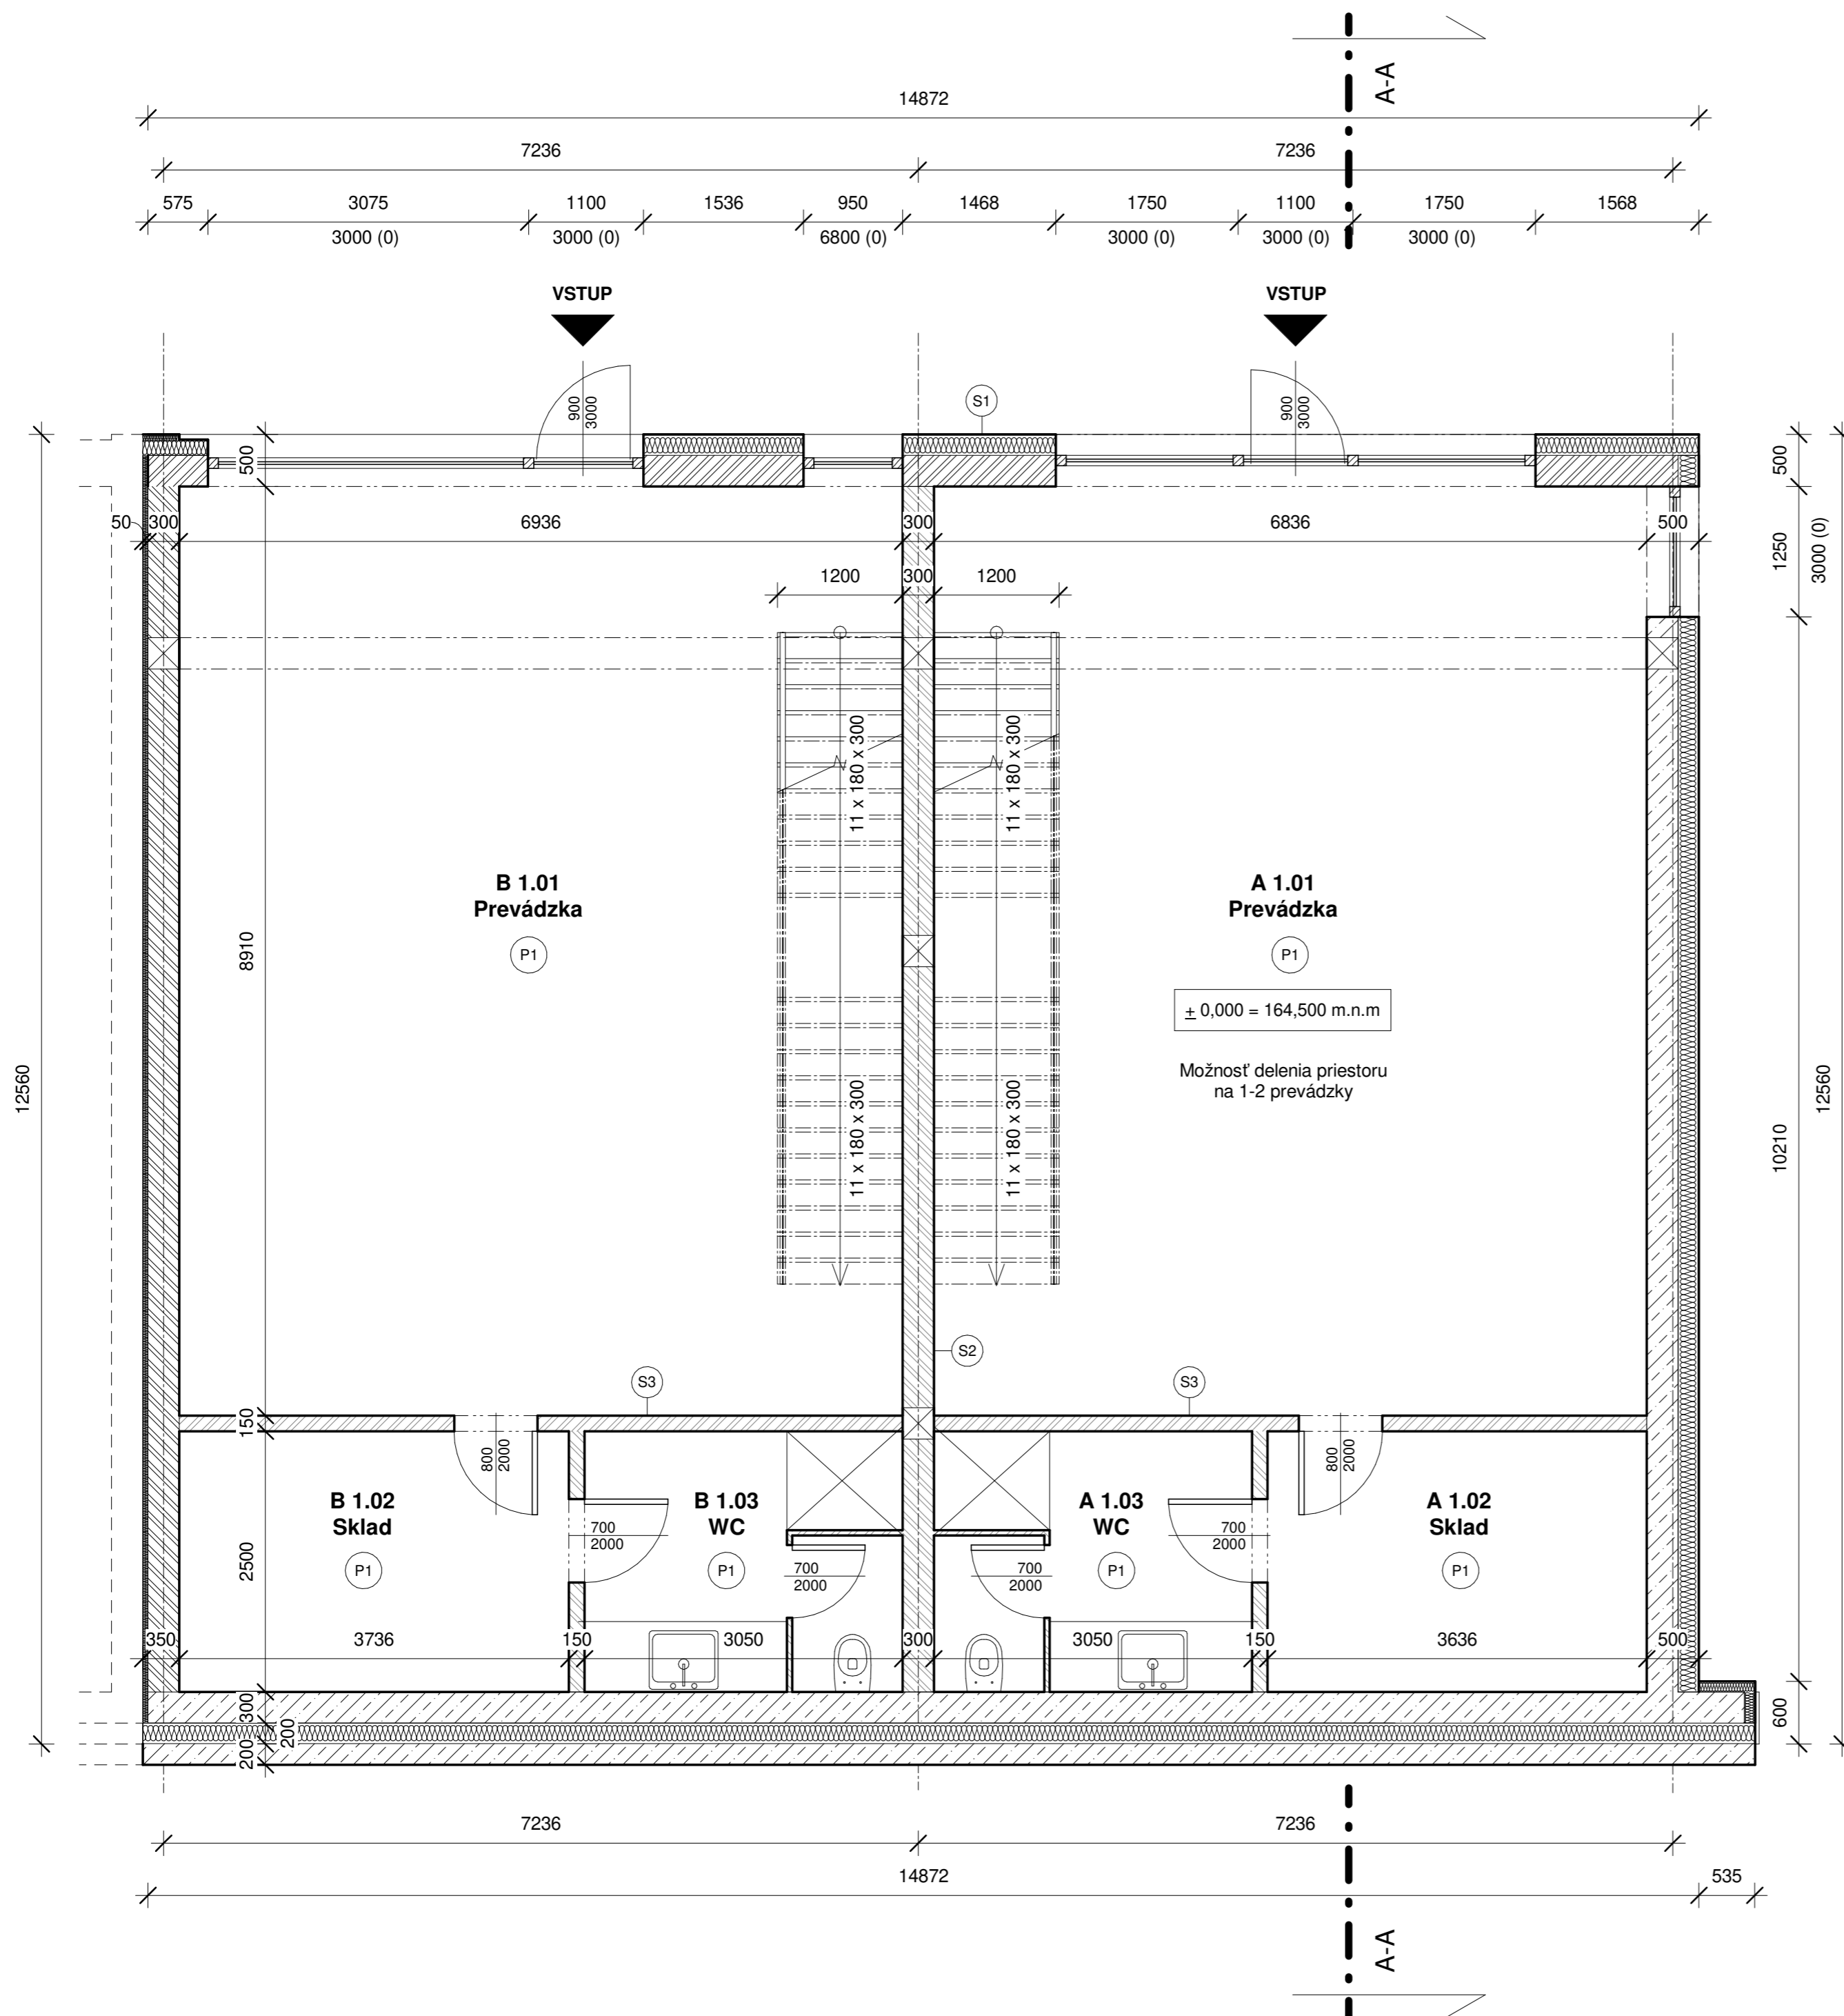 A-A
14872
7236 7236
575 3075 1100 1536 950 1468 1750 1100 1750 1568
3000 (0) 3000 (0) 6800 (0) 3000 (0) 3000 (0) 3000 (0)
VSTUP VSTUP
900
3000
S1
900
3000
500 500
50 300 6936 300 6836 500
1250
3000 (0)
1200 300 1200
11 x 180 x 300 11 x 180 x 300
B 1.01
Prevádzka
P1
A 1.01
Prevádzka
P1
± 0,000 = 164,500 m.n.m
Možnosť delenia priestoru
na 1-2 prevádzky
8910
12560
12560
10210
11 x 180 x 300 11 x 180 x 300
S2
S3 S3
150
800
2000
800
2000
B 1.02
Sklad
P1
B 1.03
WC
P1
A 1.03
WC
P1
A 1.02
Sklad
P1
700
2000
700
2000
700
2000
700
2000
2500
350 3736 150 3050 300 3050 150 3636 500
300
200
200
600
7236 7236
14872 535
A-A